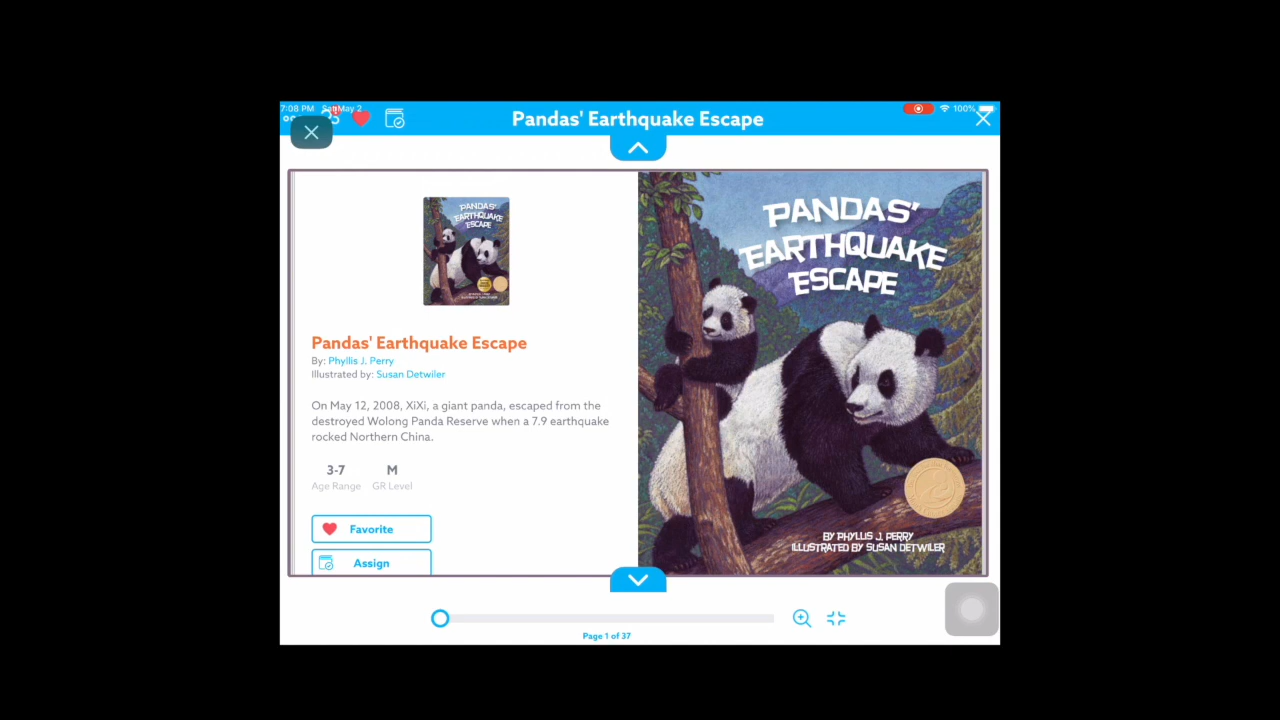 7:08 PM Sat May 2
100%
Pandas' Earthquake Escape
PANDAS'
EARTHQUAKE
ESCAPE
Pandas' Earthquake Escape
By: Phyllis J. Perry
Illustrated by: Susan Detwiler
On May 12, 2008, XiXi, a giant panda, escaped from the
destroyed Wolong Panda Reserve when a 7.9 earthquake
rocked Northern China.
3-7 M
Age Range GR Level
Favorite
Assign
PANDAS'
EARTHQUAKE
ESCAPE
BY PHYLLIS J. PERRY
ILLUSTRATED BY SUSAN DETWILER
Page 1 of 37